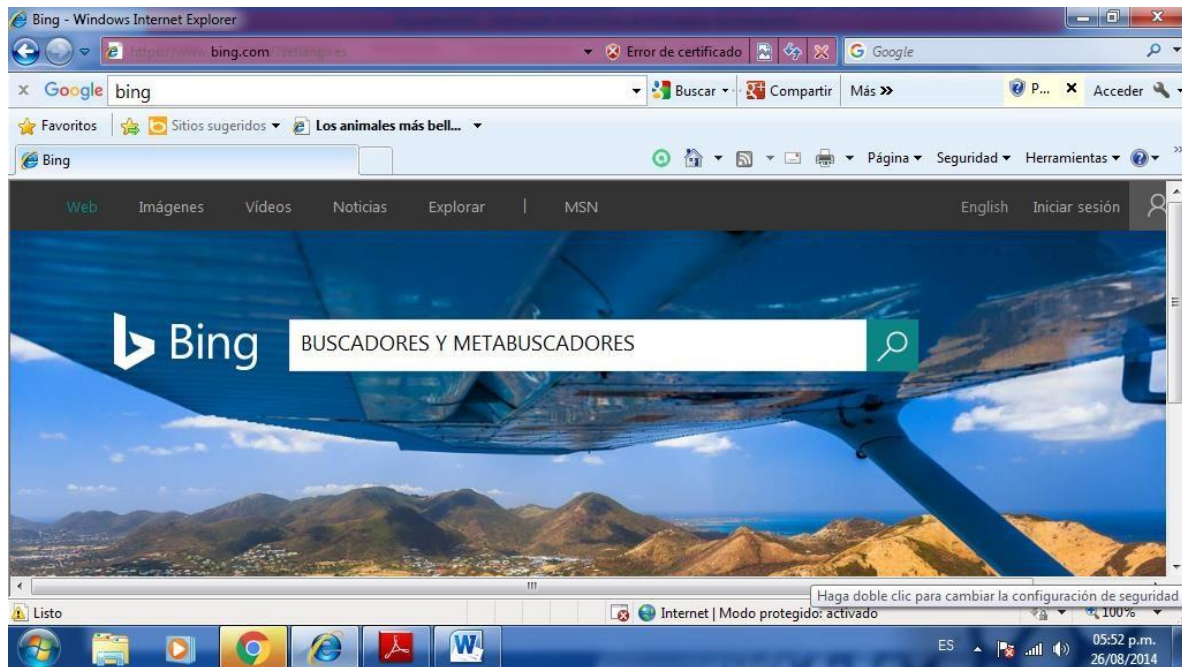 Bing - Windows Internet Explorer
bing.com Error de certificado Google
x Google bing Buscar Compartir Más » P... x Acceder
Favoritos Sitios sugeridos Los animales más bell...
Bing Página Seguridad Herramientas »
Web Imágenes Vídeos Noticias Explorar | MSN English Iniciar sesión
Bing BUSCADORES Y METABUSCADORES
Haga doble clic para cambiar la configuración de seguridad
Listo Internet | Modo protegido: activado 100%
ES 05:52 p.m.
26/08/2014